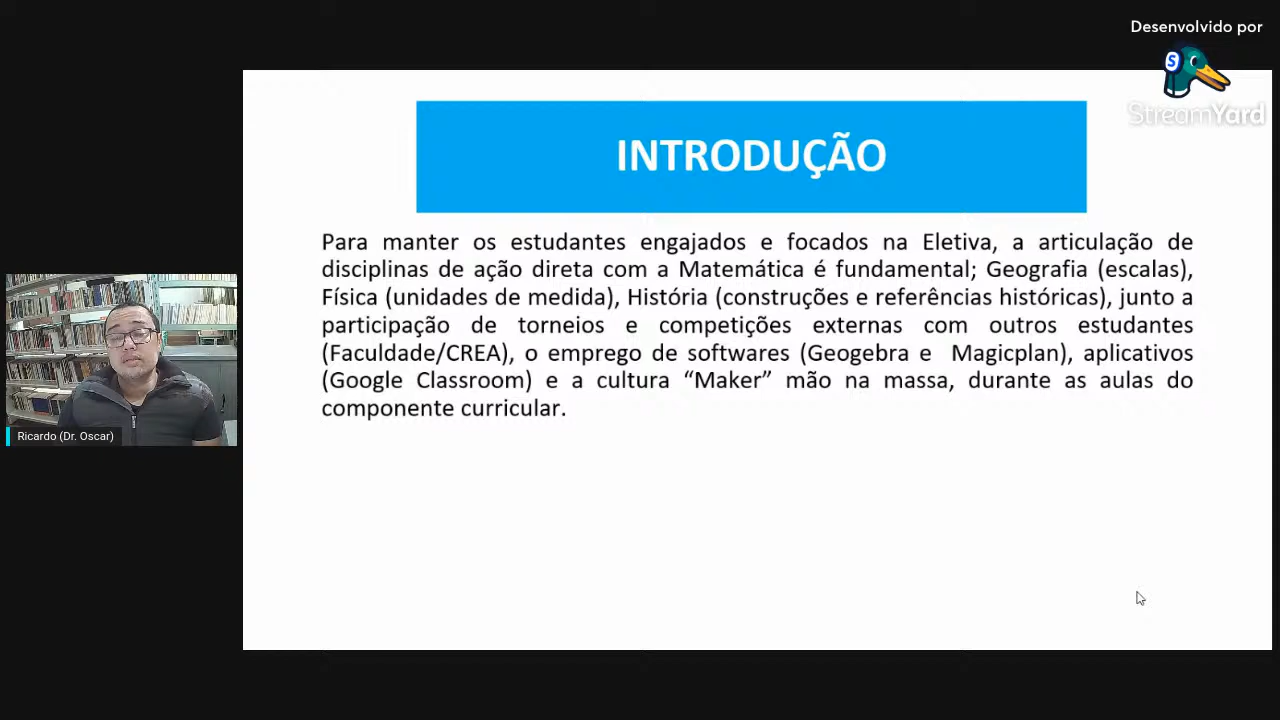 Desenvolvido por
S
StreamYard
INTRODUÇÃO
Para manter os estudantes engajados e focados na Eletiva, a articulação de
disciplinas de ação direta com a Matemática é fundamental; Geografia (escalas),
Física (unidades de medida), História (construções e referências históricas), junto a
participação de torneios e competições externas com outros estudantes
(Faculdade/CREA), o emprego de softwares (Geogebra e Magicplan), aplicativos
(Google Classroom) e a cultura “Maker” mão na massa, durante as aulas do
componente curricular.
Ricardo (Dr. Oscar)